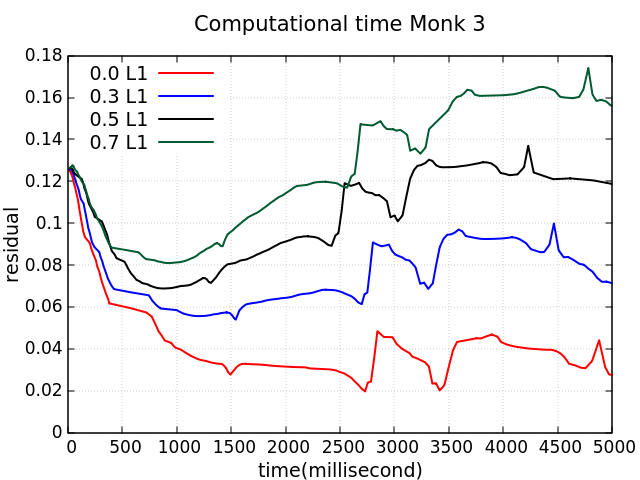 Computational time Monk 3
0.18
0.16
0.14
0.12
0.1
0.08
0.06
0.04
0.02
0
residual
0.0 L1
0.3 L1
0.5 L1
0.7 L1
0 500 1000 1500 2000 2500 3000 3500 4000 4500 5000
time(millisecond)